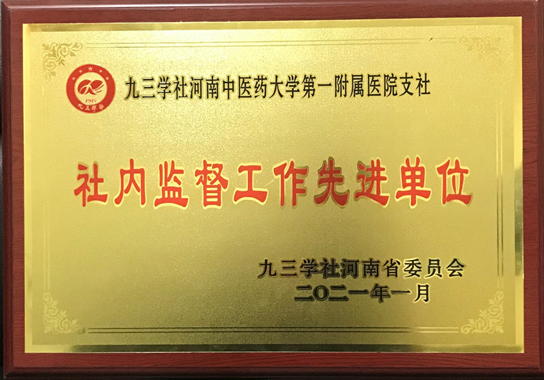 九三学社河南中医药大学第一附属医院支社
社内监督工作先进单位
九三学社河南省委员会
二〇二一年一月